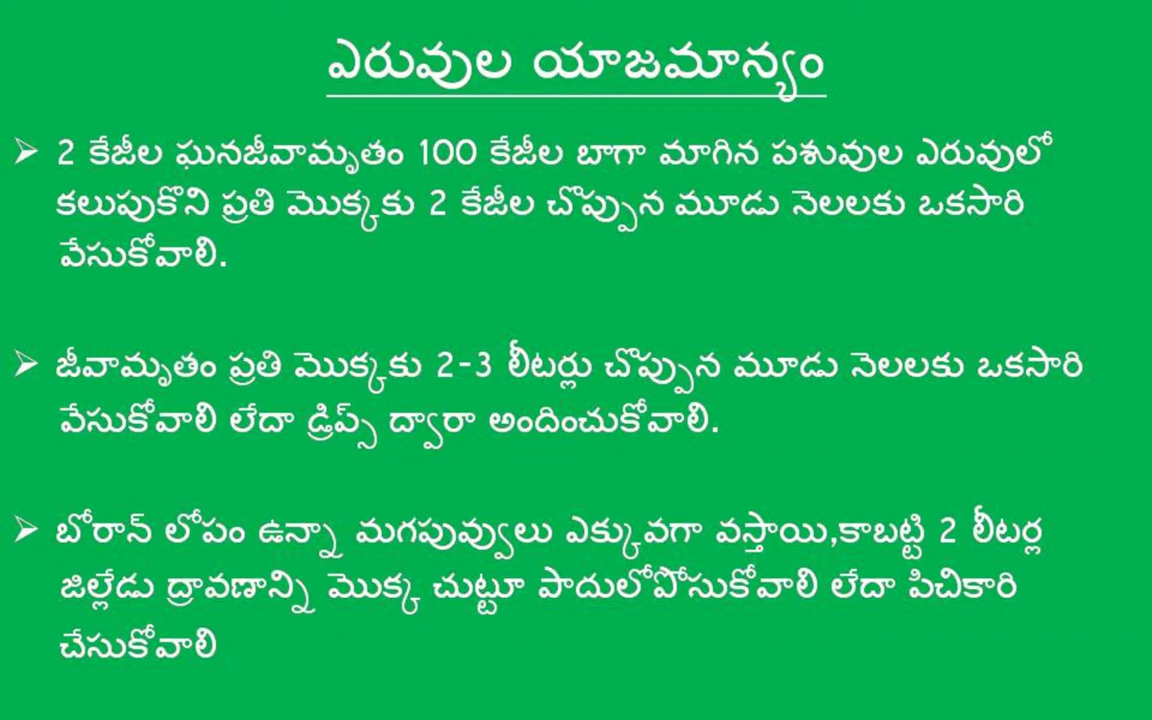 ఎరువుల యాజమాన్యం
➢ 2 కేజీల ఘనజీవామృతం 100 కేజీల బాగా మాగిన పశువుల ఎరువులో
కలుపుకొని ప్రతి మొక్కకు 2 కేజీల చొప్పున మూడు నెలలకు ఒకసారి
వేసుకోవాలి.
➢ జీవామృతం ప్రతి మొక్కకు 2-3 లీటర్లు చొప్పున మూడు నెలలకు ఒకసారి
వేసుకోవాలి లేదా డ్రిప్స్ ద్వారా అందించుకోవాలి.
➢ బోరాన్ లోపం ఉన్నా మగపువ్వులు ఎక్కువగా వస్తాయి,కాబట్టి 2 లీటర్ల
జిల్లేడు ద్రావణాన్ని మొక్క చుట్టూ పాదులోపోసుకోవాలి లేదా పిచికారి
చేసుకోవాలి